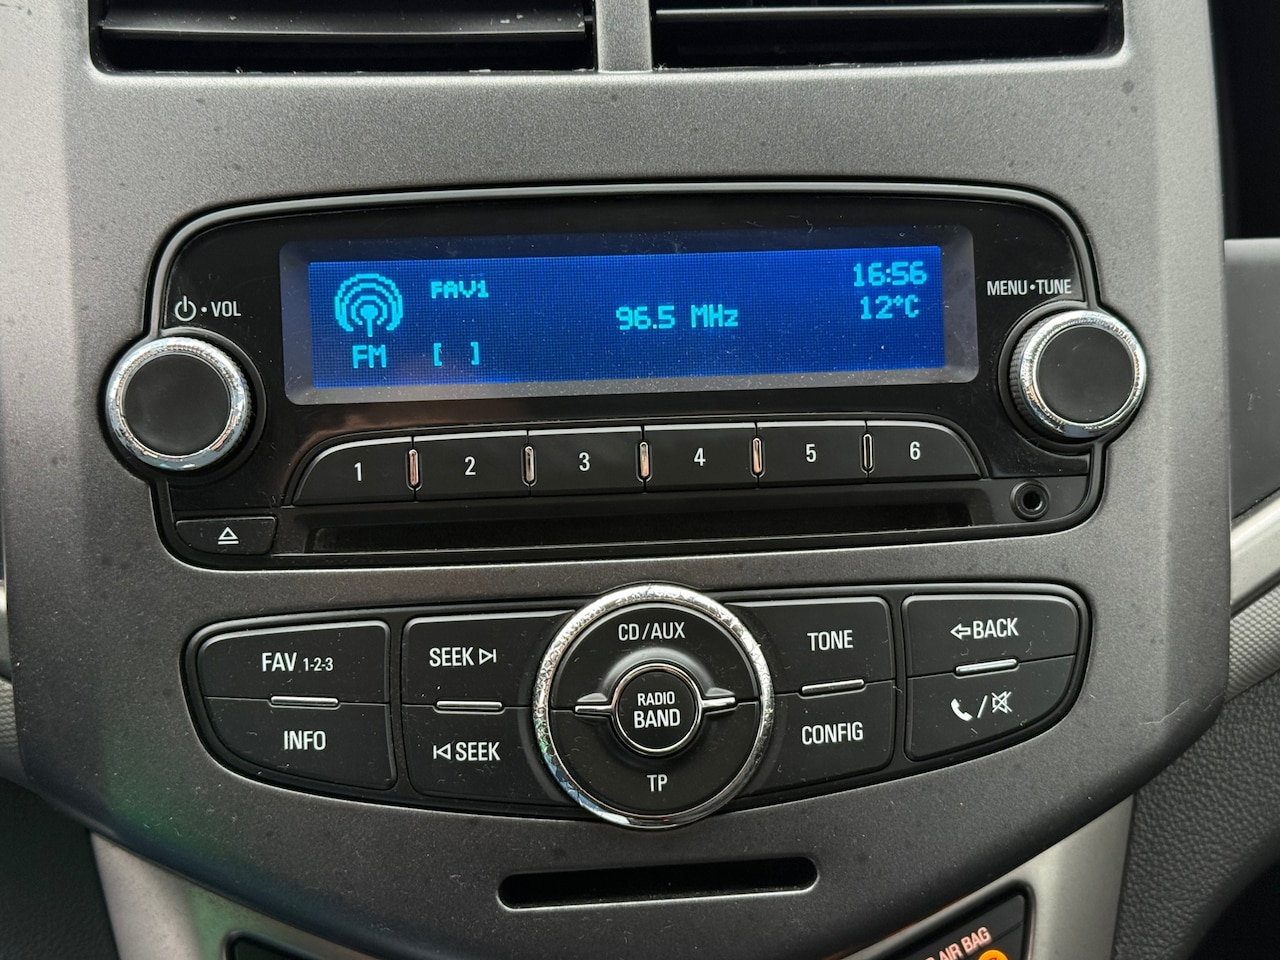 FAV1
16:56
96.5 MHz
12°C
FM [ ]
VOL
MENU•TUNE
1 2 3 4 5 6
CD/AUX
FAV 1-2-3
SEEK
TONE
BACK
RADIO
BAND
INFO
SEEK
CONFIG
TP
AIR BAG